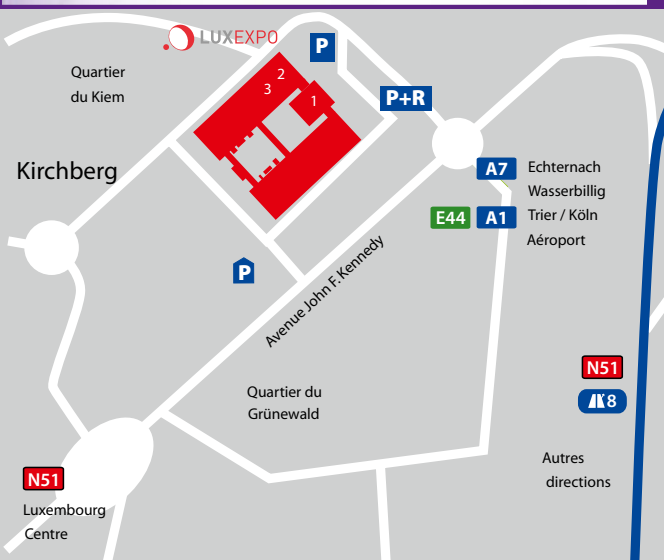 LUXEXPO
P
Quartier
du Kiem
2
3
1
P+R
Kirchberg
A7
Echternach
Wasserbillig
E44 A1
Trier / Köln
Aéroport
P
Avenue John F. Kennedy
N51
8
Quartier du
Grünewald
Autres
directions
N51
Luxembourg
Centre